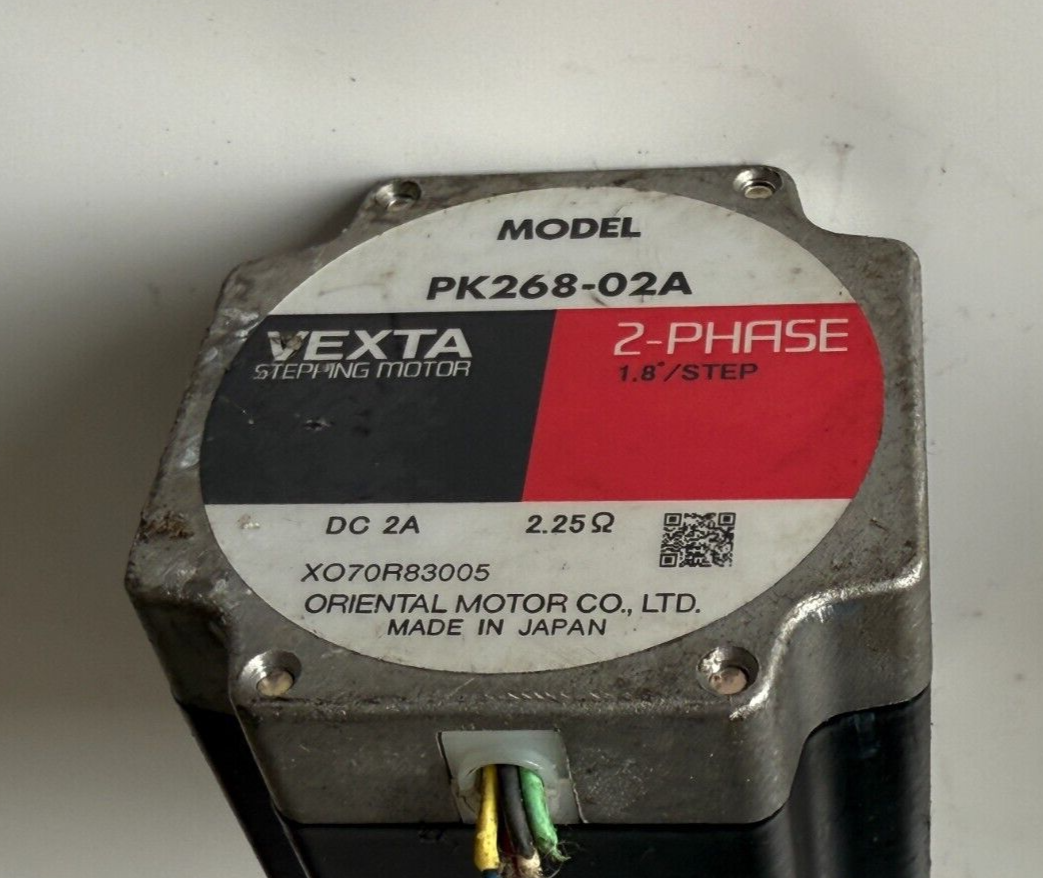 MODEL
PK268-02A
VEXTA
STEPPING MOTOR
2-PHASE
1.8°/STEP
DC 2A 2.25Ω
XO70R83005
ORIENTAL MOTOR CO., LTD.
MADE IN JAPAN